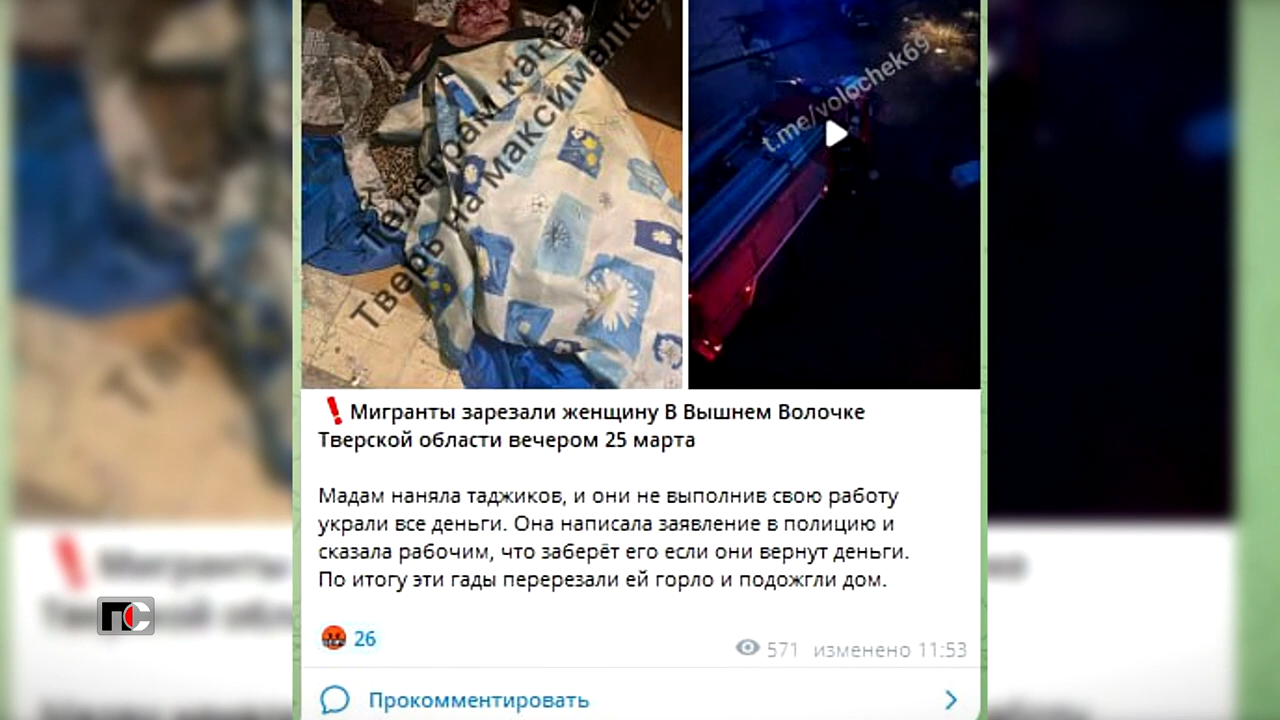 Телеграм канал
Тверь на максималке
t.me/volochek69
❗Мигранты зарезали женщину В Вышнем Волочке
Тверской области вечером 25 марта
Мадам наняла таджиков, и они не выполнив свою работу
украли все деньги. Она написала заявление в полицию и
сказала рабочим, что заберёт его если они вернут деньги.
По итогу эти гады перерезали ей горло и подожгли дом.
26
571 изменено 11:53
Прокомментировать
ПС